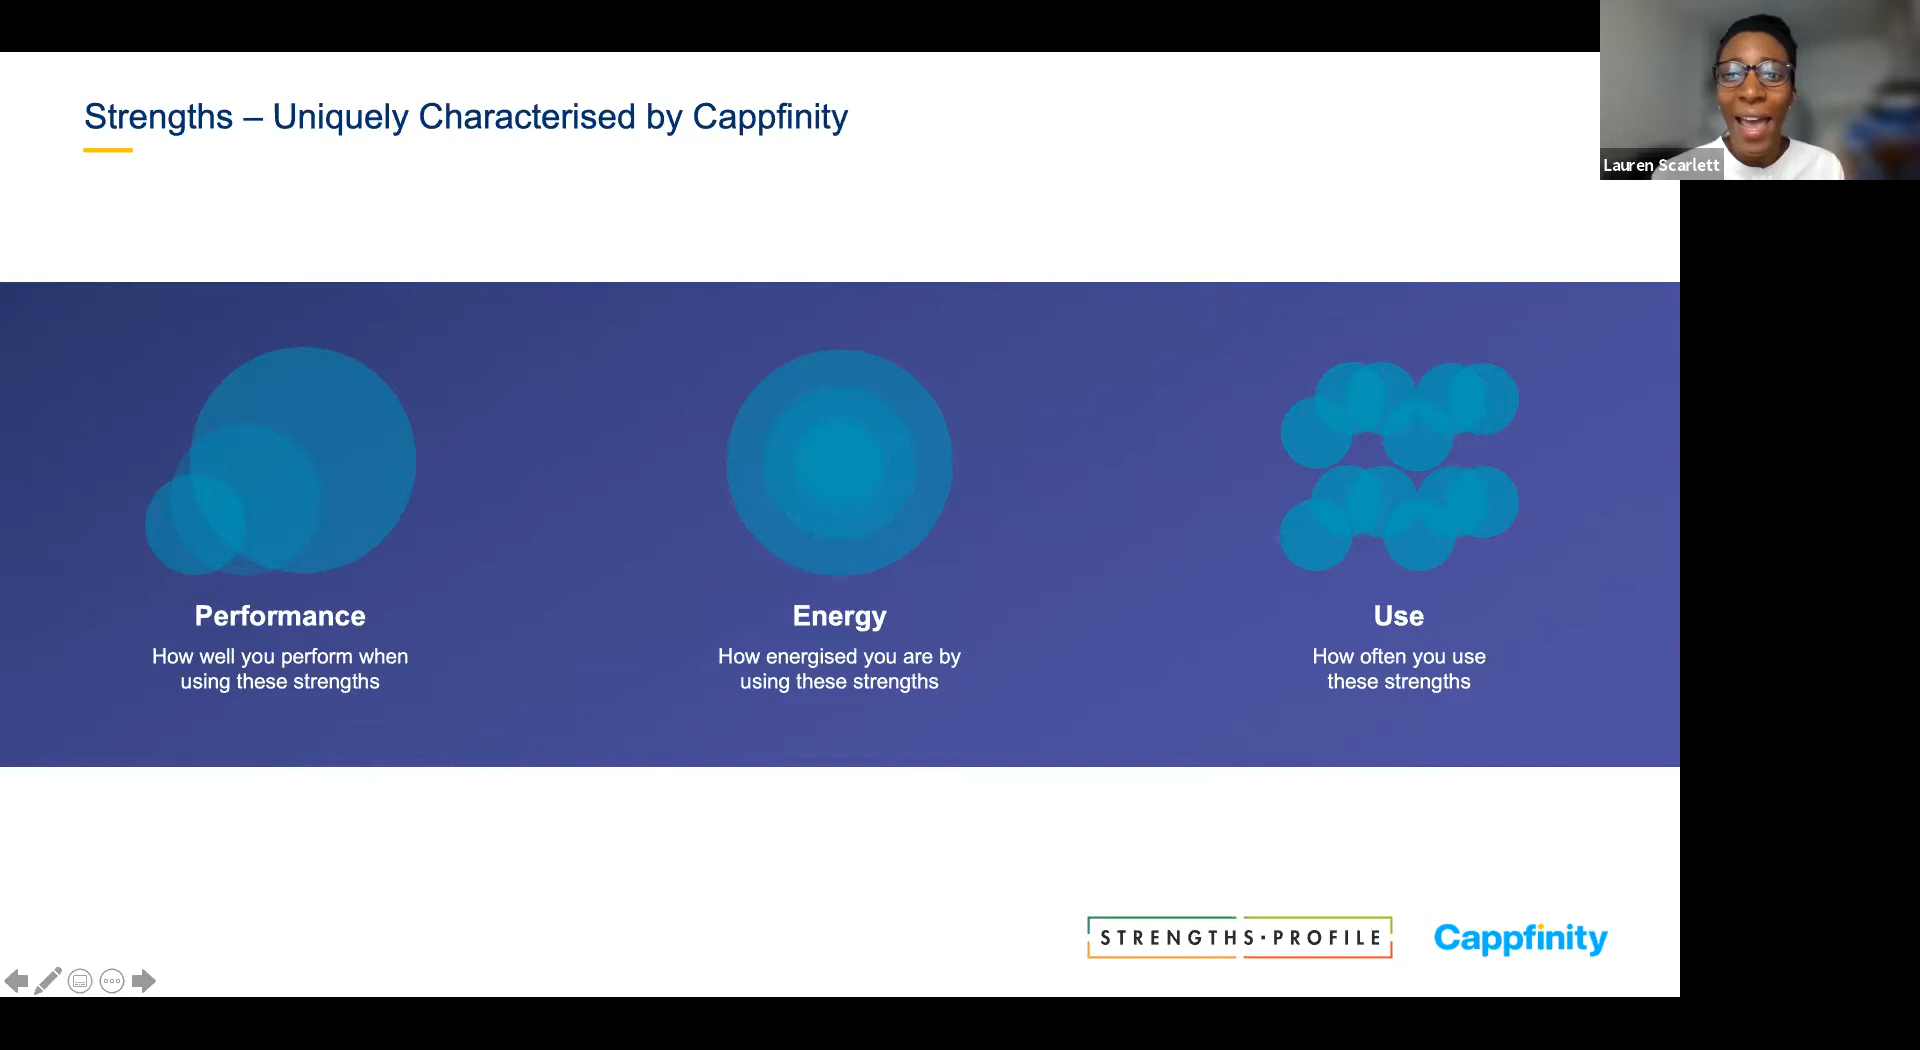 Strengths – Uniquely Characterised by Cappfinity
Lauren Scarlett
Performance
How well you perform when
using these strengths
Energy
How energised you are by
using these strengths
Use
How often you use
these strengths
STRENGTHS·PROFILE
Cappfinity